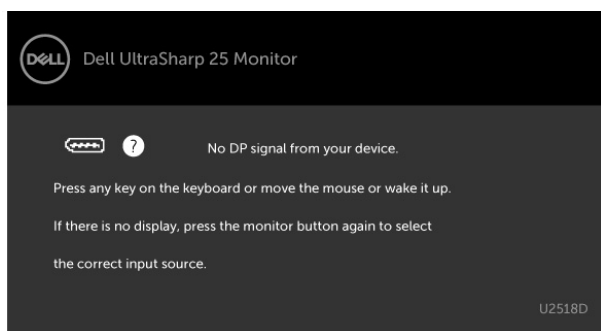 DELL Dell UltraSharp 25 Monitor
? No DP signal from your device.
Press any key on the keyboard or move the mouse or wake it up.
If there is no display, press the monitor button again to select
the correct input source.
U2518D